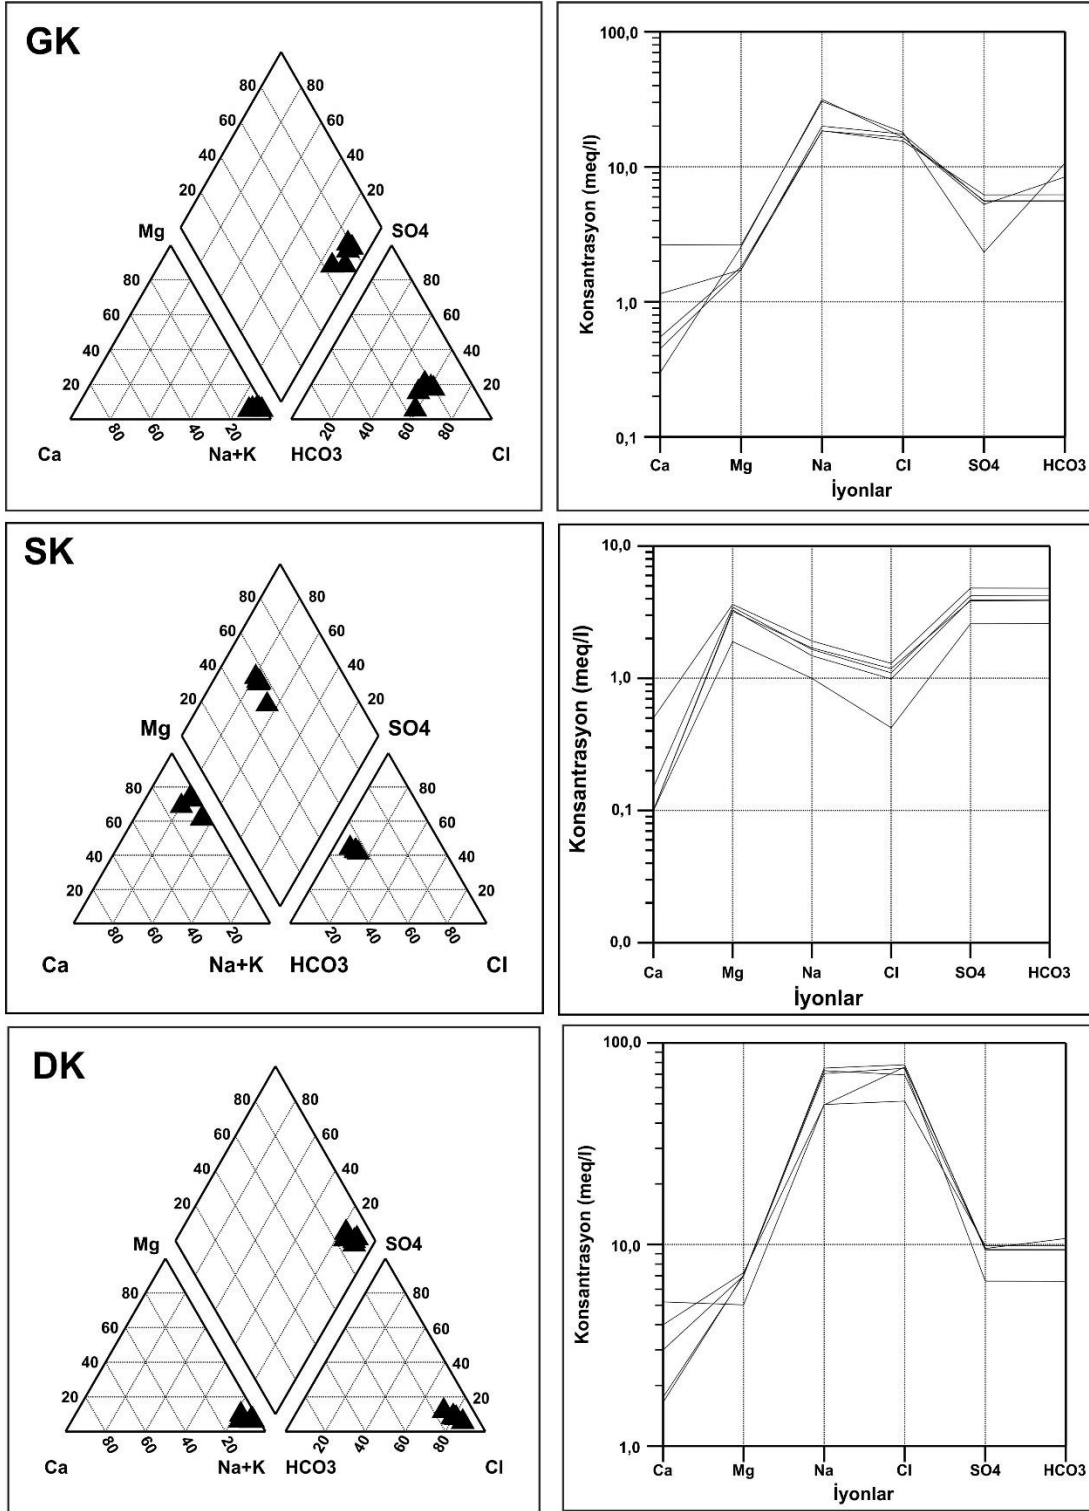 GK
80 80
60 60
40 40
20 20
Mg SO4
80 80
60 60
40 40
20 20
80 60 40 20 20 40 60 80
Ca Na+K HCO3 Cl
Konsantrasyon (meq/l)
100,0
10,0
1,0
0,1
Ca Mg Na Cl SO4 HCO3
İyonlar
SK
80 80
60 60
40 40
20 20
Mg SO4
80 80
60 60
40 40
20 20
80 60 40 20 20 40 60 80
Ca Na+K HCO3 Cl
Konsantrasyon (meq/l)
10,0
1,0
0,1
0,0
Ca Mg Na Cl SO4 HCO3
İyonlar
DK
80 80
60 60
40 40
20 20
Mg SO4
80 80
60 60
40 40
20 20
80 60 40 20 20 40 60 80
Ca Na+K HCO3 Cl
Konsantrasyon (meq/l)
100,0
10,0
1,0
Ca Mg Na Cl SO4 HCO3
İyonlar